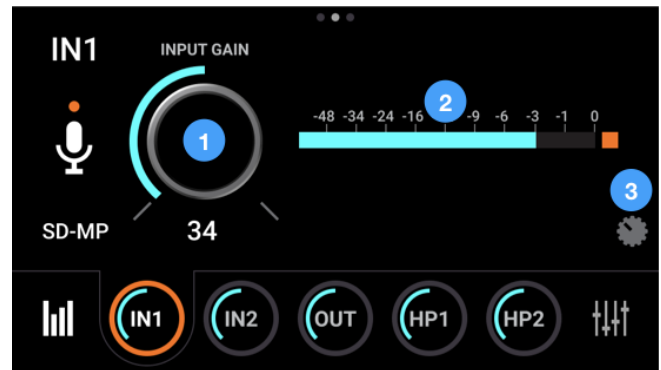 IN1
INPUT GAIN
1
2
-48 -34 -24 -16 -9 -6 -3 -1 0
3
SD-MP
34
IN1 IN2 OUT HP1 HP2